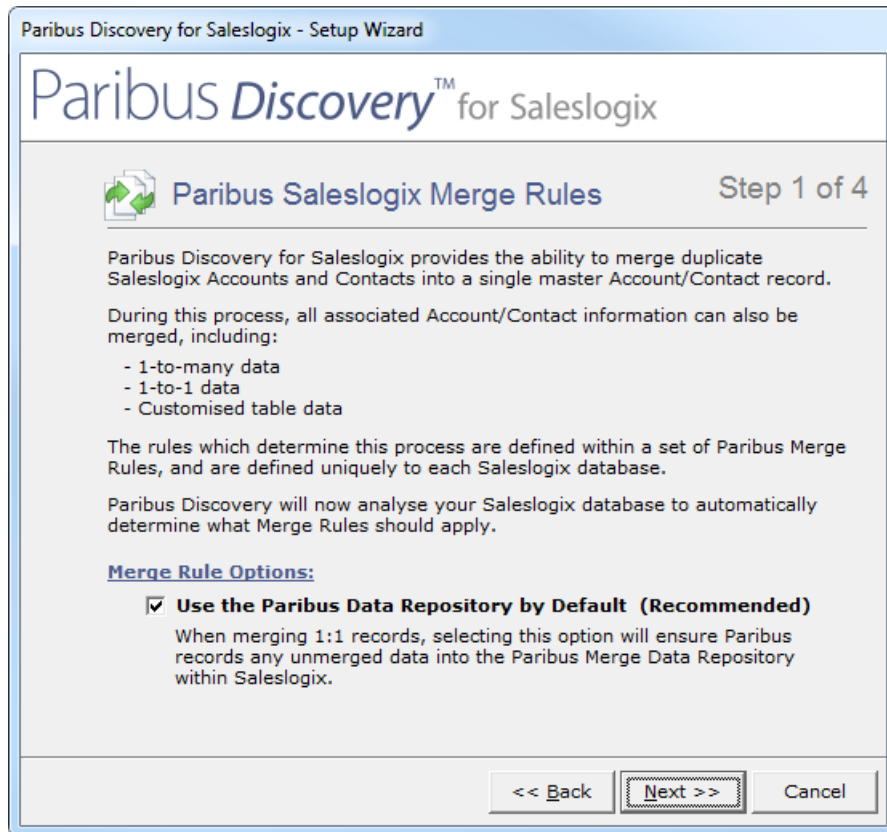 Paribus Discovery for Saleslogix - Setup Wizard
Paribus Discovery™ for Saleslogix
Paribus Saleslogix Merge Rules
Step 1 of 4
Paribus Discovery for Saleslogix provides the ability to merge duplicate
Saleslogix Accounts and Contacts into a single master Account/Contact record.
During this process, all associated Account/Contact information can also be
merged, including:
- 1-to-many data
- 1-to-1 data
- Customised table data
The rules which determine this process are defined within a set of Paribus Merge
Rules, and are defined uniquely to each Saleslogix database.
Paribus Discovery will now analyse your Saleslogix database to automatically
determine what Merge Rules should apply.
Merge Rule Options:
Use the Paribus Data Repository by Default (Recommended)
When merging 1:1 records, selecting this option will ensure Paribus
records any unmerged data into the Paribus Merge Data Repository
within Saleslogix.
<< Back
Next >>
Cancel